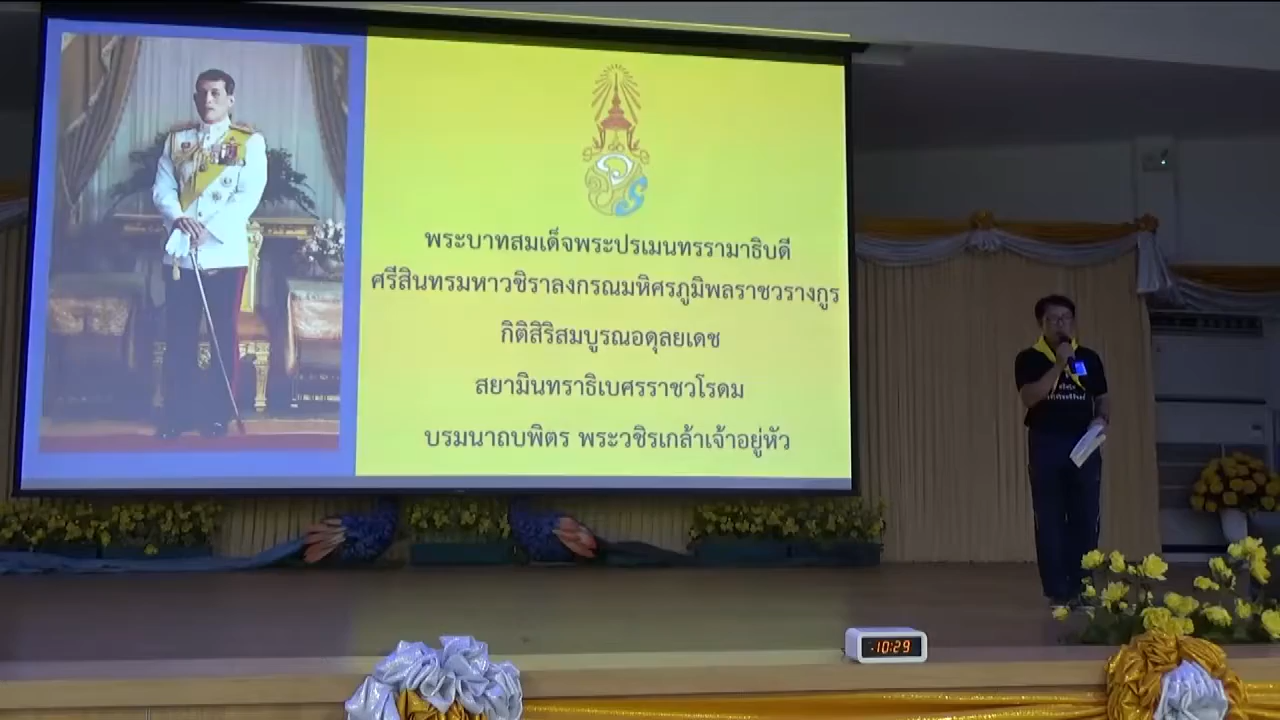 พระบาทสมเด็จพระปรเมนทรรามาธิบดี
ศรีสินทรมหาวชิราลงกรณมหิศรภูมิพลราชวรางกูร
กิติสิริสมบูรณอดุลยเดช
สยามินทราธิเบศรราชวโรดม
บรมนาถบพิตร พระวชิรเกล้าเจ้าอยู่หัว
10:29